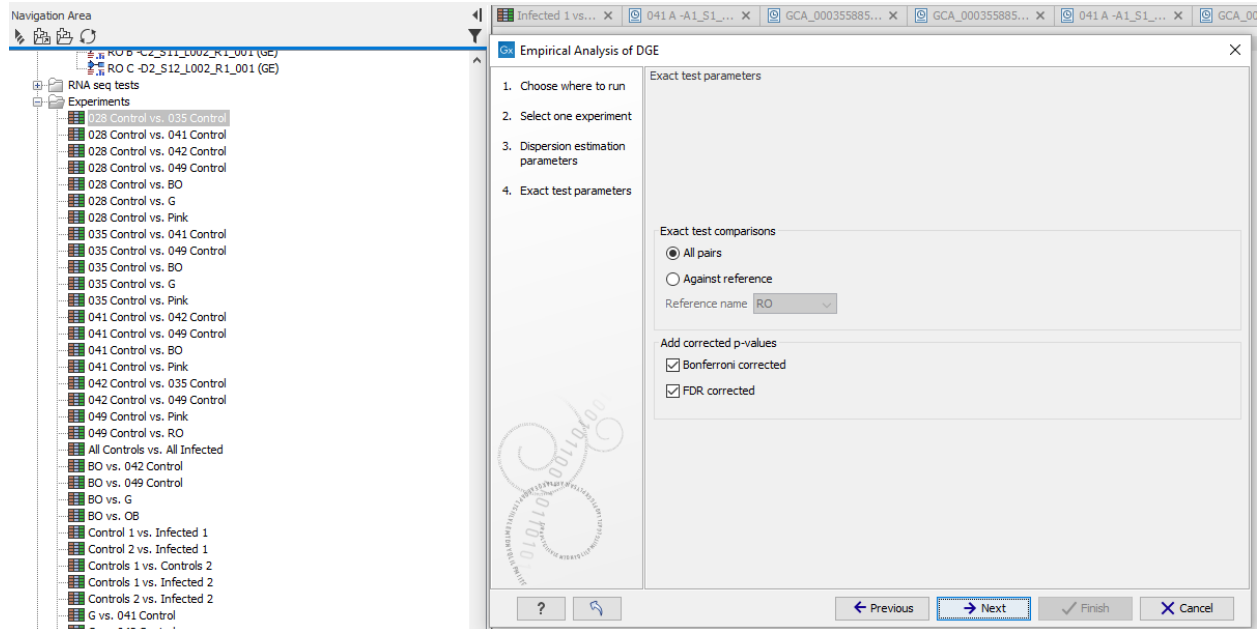 Navigation Area
Infected 1 vs...
041 A -A1_S1_...
GCA_000355885...
GCA_000355885...
041 A -A1_S1_...
GCA_00
RO B -C2_S11_L002_R1_001 (GE)
RO C -D2_S12_L002_R1_001 (GE)
RNA seq tests
Experiments
028 Control vs. 035 Control
028 Control vs. 041 Control
028 Control vs. 042 Control
028 Control vs. 049 Control
028 Control vs. BO
028 Control vs. G
028 Control vs. Pink
035 Control vs. 041 Control
035 Control vs. 049 Control
035 Control vs. BO
035 Control vs. G
035 Control vs. Pink
041 Control vs. 042 Control
041 Control vs. 049 Control
041 Control vs. BO
041 Control vs. Pink
042 Control vs. 035 Control
042 Control vs. 049 Control
049 Control vs. Pink
049 Control vs. RO
All Controls vs. All Infected
BO vs. 042 Control
BO vs. 049 Control
BO vs. G
BO vs. OB
Control 1 vs. Infected 1
Control 2 vs. Infected 1
Controls 1 vs. Controls 2
Controls 1 vs. Infected 2
Controls 2 vs. Infected 2
G vs. 041 Control
Gx Empirical Analysis of DGE
1. Choose where to run
2. Select one experiment
3. Dispersion estimation
parameters
4. Exact test parameters
Exact test parameters
Exact test comparisons
All pairs
Against reference
Reference name RO
Add corrected p-values
Bonferroni corrected
FDR corrected
?
Previous
Next
Finish
Cancel